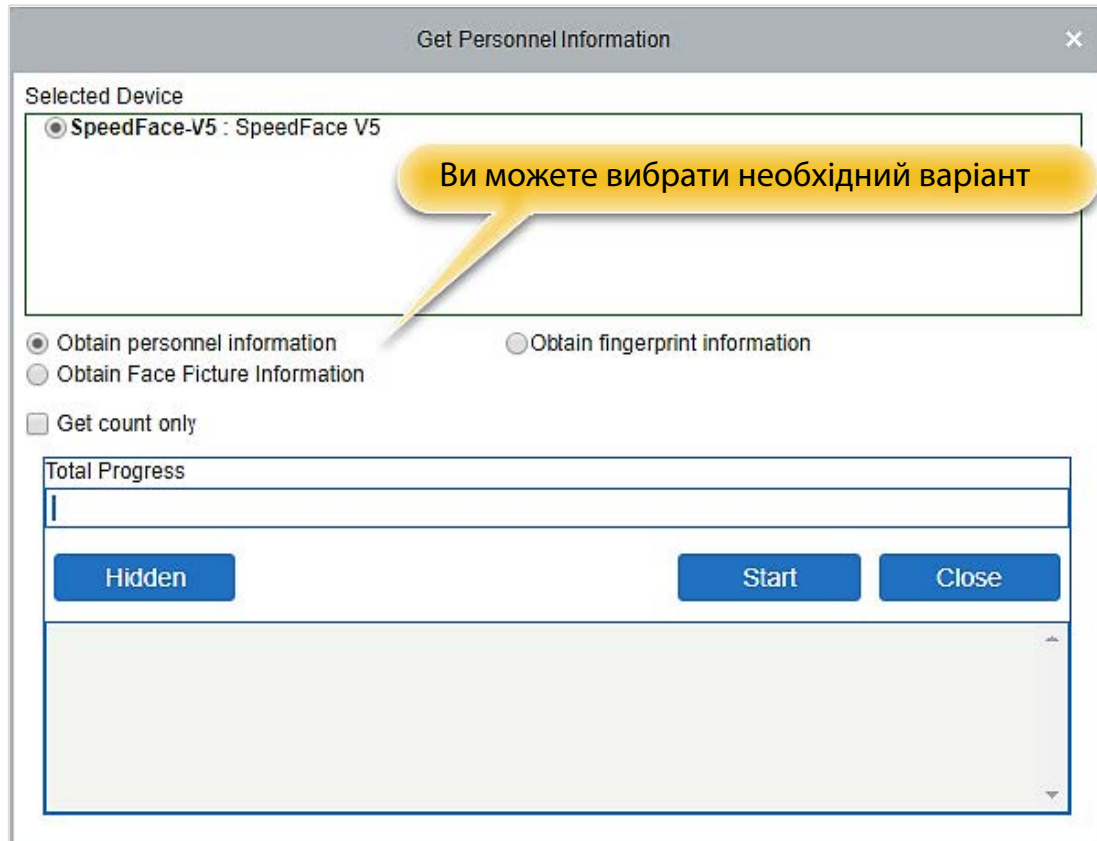 Get Personnel Information
Selected Device
SpeedFace-V5 : SpeedFace V5
Ви можете вибрати необхідний варіант
Obtain personnel information Obtain fingerprint information
Obtain Face Picture Information
Get count only
Total Progress
Hidden Start Close